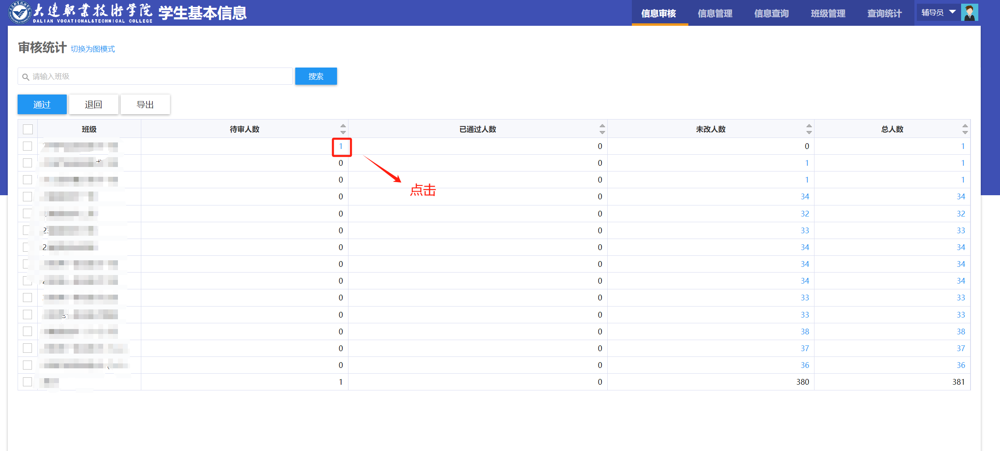 大連职業技術学院 学生基本信息 信息审核 信息管理 信息查询 班级管理 查询统计 辅导员
DALIAN VOCATIONAL&TECHNICAL COLLEGE
审核统计 切换为图模式
请输入班级 搜索
通过 退回 导出
班级 待审人数 已通过人数 未改人数 总人数
1 0 0 1
0 0 1 1
0 0 1 1
点击
0 0 34 34
0 0 32 32
0 0 33 33
0 0 34 34
0 0 34 34
0 0 34 34
0 0 33 33
0 0 33 33
0 0 38 38
0 0 37 37
0 0 36 36
1 0 380 381